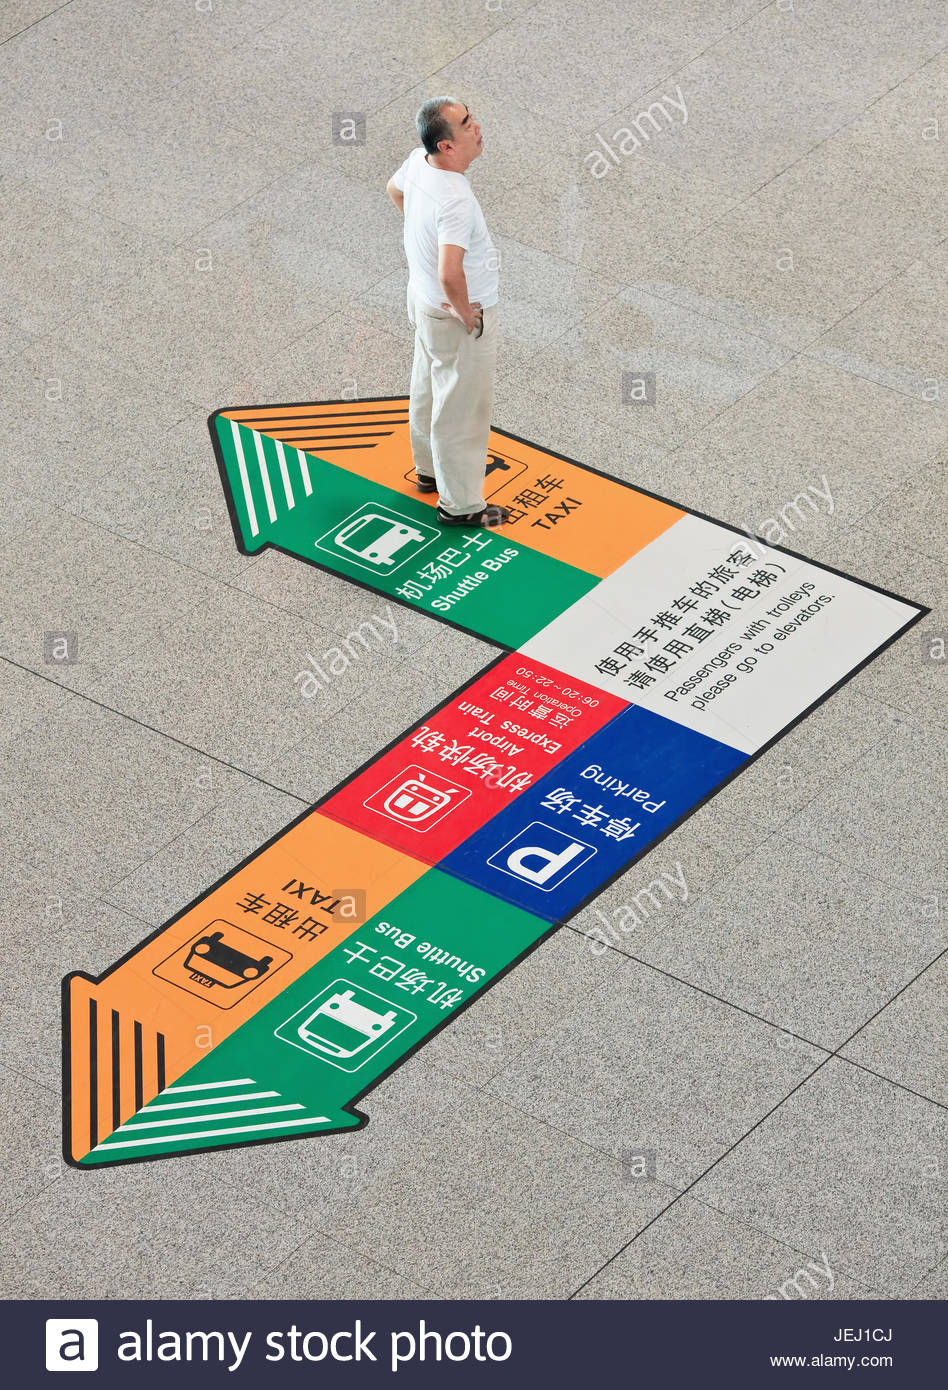 出租车
TAXI
机场巴士
Shuttle Bus
使用手推车的旅客
请使用直梯(电梯)
Passengers with trolleys
please go to elevators.
机场快轨
Airport
Express Train
运营时间
Operation Time
06:20~22:50
P
停车场
Parking
出租车
TAXI
TAXI
机场巴士
Shuttle Bus
a
alamy
a alamy stock photo
JEJ1CJ
www.alamy.com